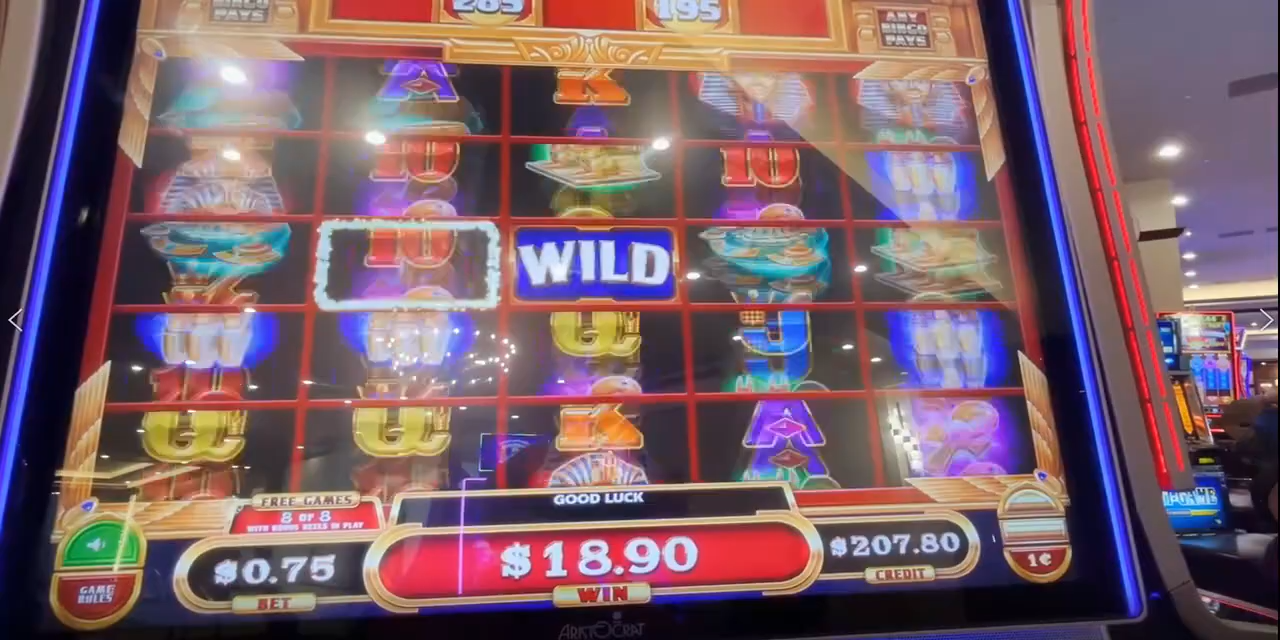 285
195
BINGO
PAYS
ANY
BINGO
PAYS
A
K
10
10
10
WILD
Q
J
Q
Q
K
A
FREE GAMES
8 OF 8
WITH BONUS REELS IN PLAY
GOOD LUCK
GAME
RULES
$0.75
BET
$18.90
WIN
$207.80
CREDIT
1¢
ARISTOCRAT